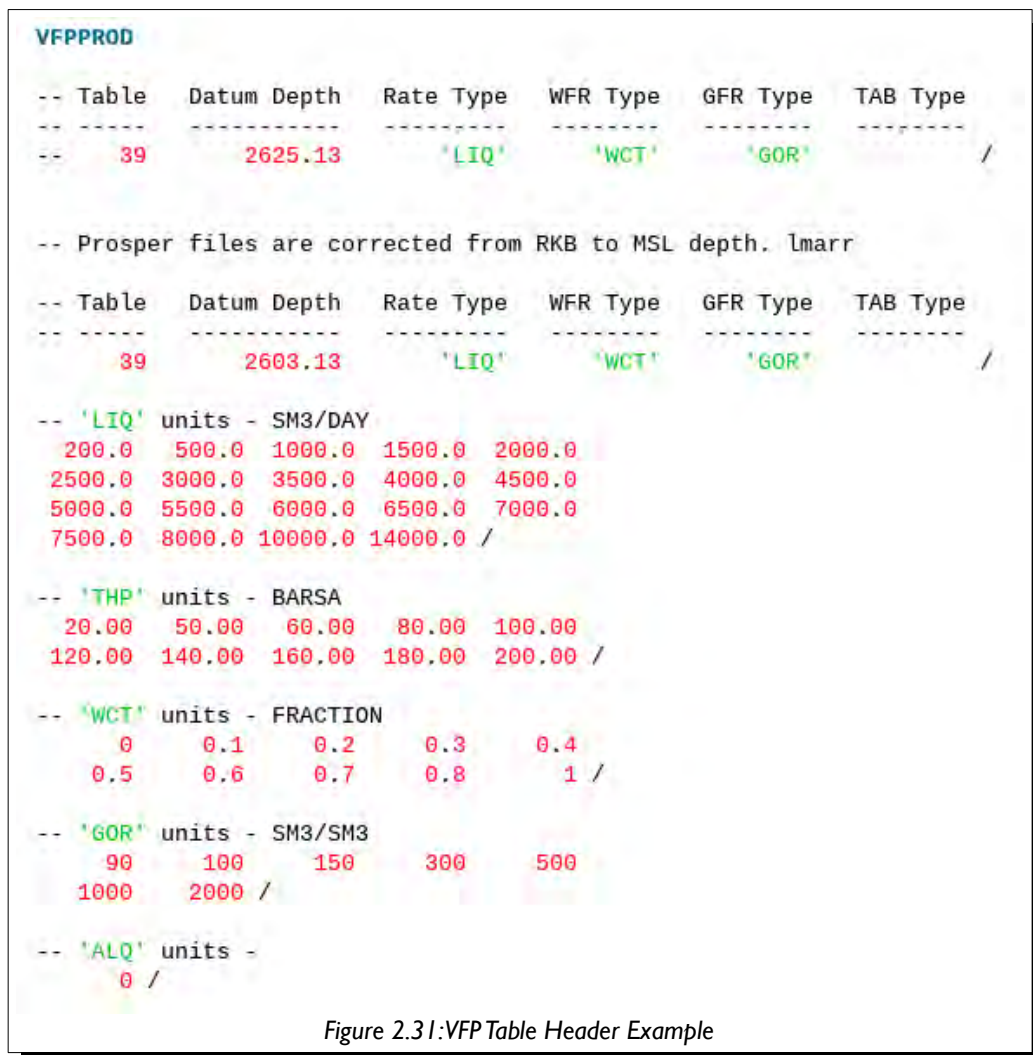 VFPPROD
-- Table Datum Depth Rate Type WFR Type GFR Type TAB Type
-- ----- ----------- --------- -------- -------- --------
-- 39 2625.13 'LIQ' 'WCT' 'GOR' /
-- Prosper files are corrected from RKB to MSL depth. lmarr
-- Table Datum Depth Rate Type WFR Type GFR Type TAB Type
-- ----- ----------- --------- -------- -------- --------
39 2603.13 'LIQ' 'WCT' 'GOR' /
-- 'LIQ' units - SM3/DAY
200.0 500.0 1000.0 1500.0 2000.0
2500.0 3000.0 3500.0 4000.0 4500.0
5000.0 5500.0 6000.0 6500.0 7000.0
7500.0 8000.0 10000.0 14000.0 /
-- 'THP' units - BARSA
20.00 50.00 60.00 80.00 100.00
120.00 140.00 160.00 180.00 200.00 /
-- 'WCT' units - FRACTION
0 0.1 0.2 0.3 0.4
0.5 0.6 0.7 0.8 1 /
-- 'GOR' units - SM3/SM3
90 100 150 300 500
1000 2000 /
-- 'ALQ' units -
0 /
Figure 2.31:VFP Table Header Example